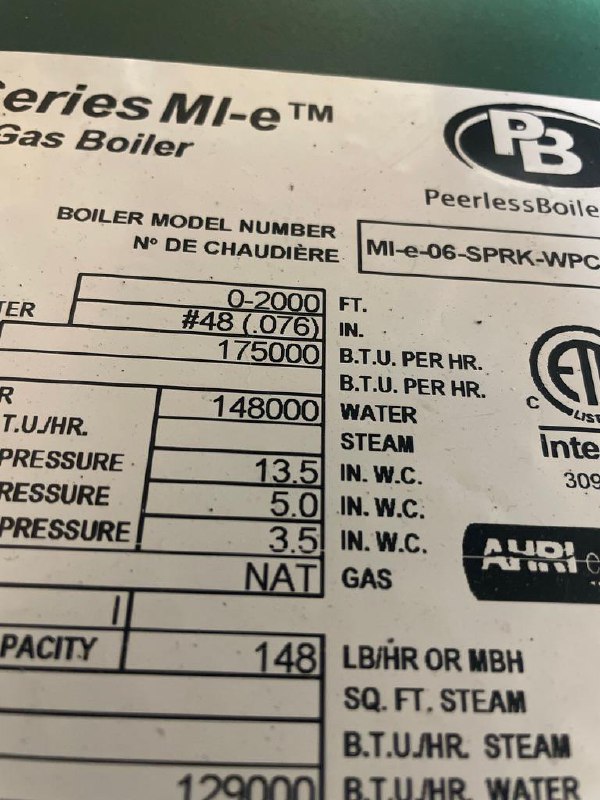 eries MI-e™
Gas Boiler
PB
PeerlessBoile
BOILER MODEL NUMBER
N° DE CHAUDIÈRE
MI-e-06-SPRK-WPC
0-2000 FT.
TER #48 (.076) IN.
175000 B.T.U. PER HR.
B.T.U. PER HR.
R 148000 WATER
T.U./HR. STEAM
PRESSURE 13.5 IN. W.C.
RESSURE 5.0 IN. W.C.
PRESSURE 3.5 IN. W.C.
NAT GAS
I
PACITY 148 LB/HR OR MBH
SQ. FT. STEAM
B.T.U./HR. STEAM
129000 B.T.U./HR. WATER
C
LIST
Inte
309
AHRI